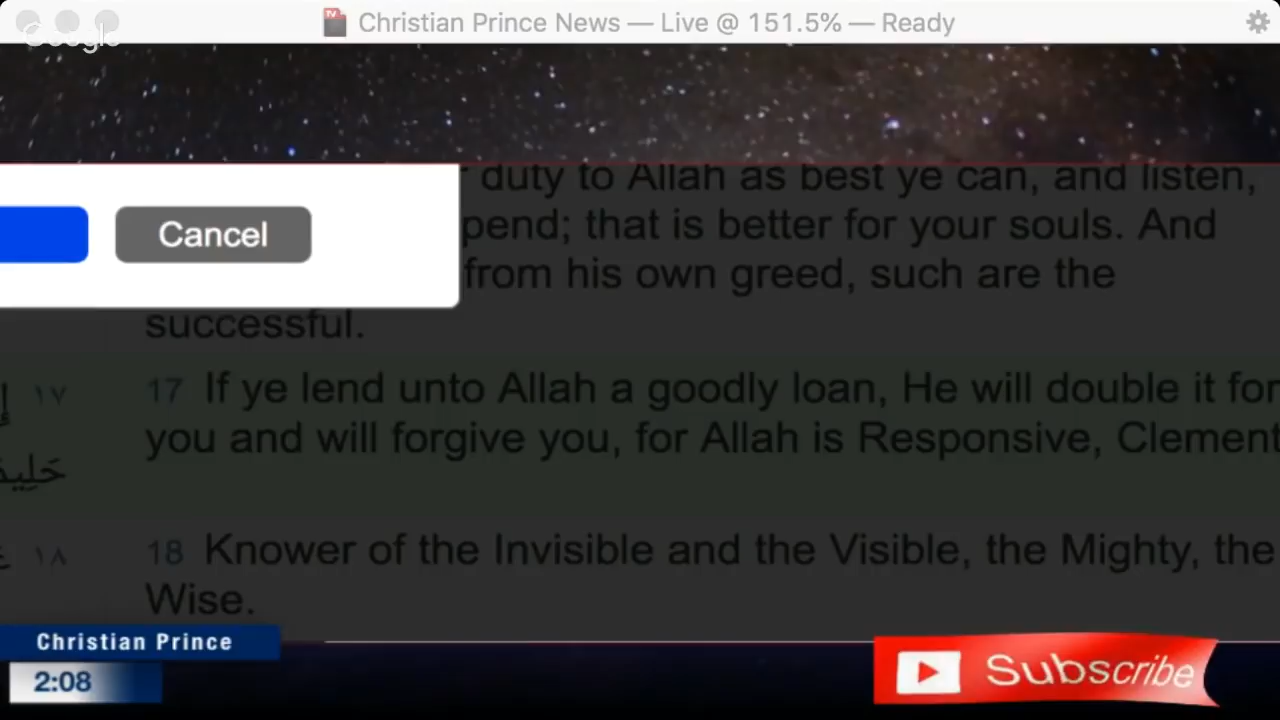 Christian Prince News — Live @ 151.5% — Ready
Google
duty to Allah as best ye can, and listen,
pend; that is better for your souls. And
Cancel
from his own greed, such are the
successful.
١٧ 17 If ye lend unto Allah a goodly loan, He will double it for
you and will forgive you, for Allah is Responsive, Clement
١٨ 18 Knower of the Invisible and the Visible, the Mighty, the
Wise.
Christian Prince
2:08
Subscribe